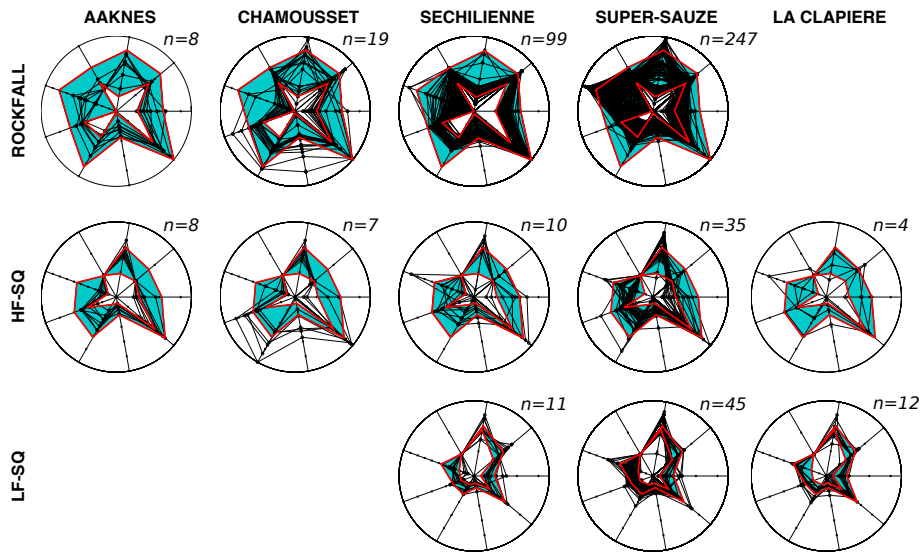 AAKNES CHAMOUSSET SECHILIENNE SUPER-SAUZE LA CLAPIERE
ROCKFALL n=8 n=19 n=99 n=247
HF-SQ n=8 n=7 n=10 n=35 n=4
LF-SQ n=11 n=45 n=12